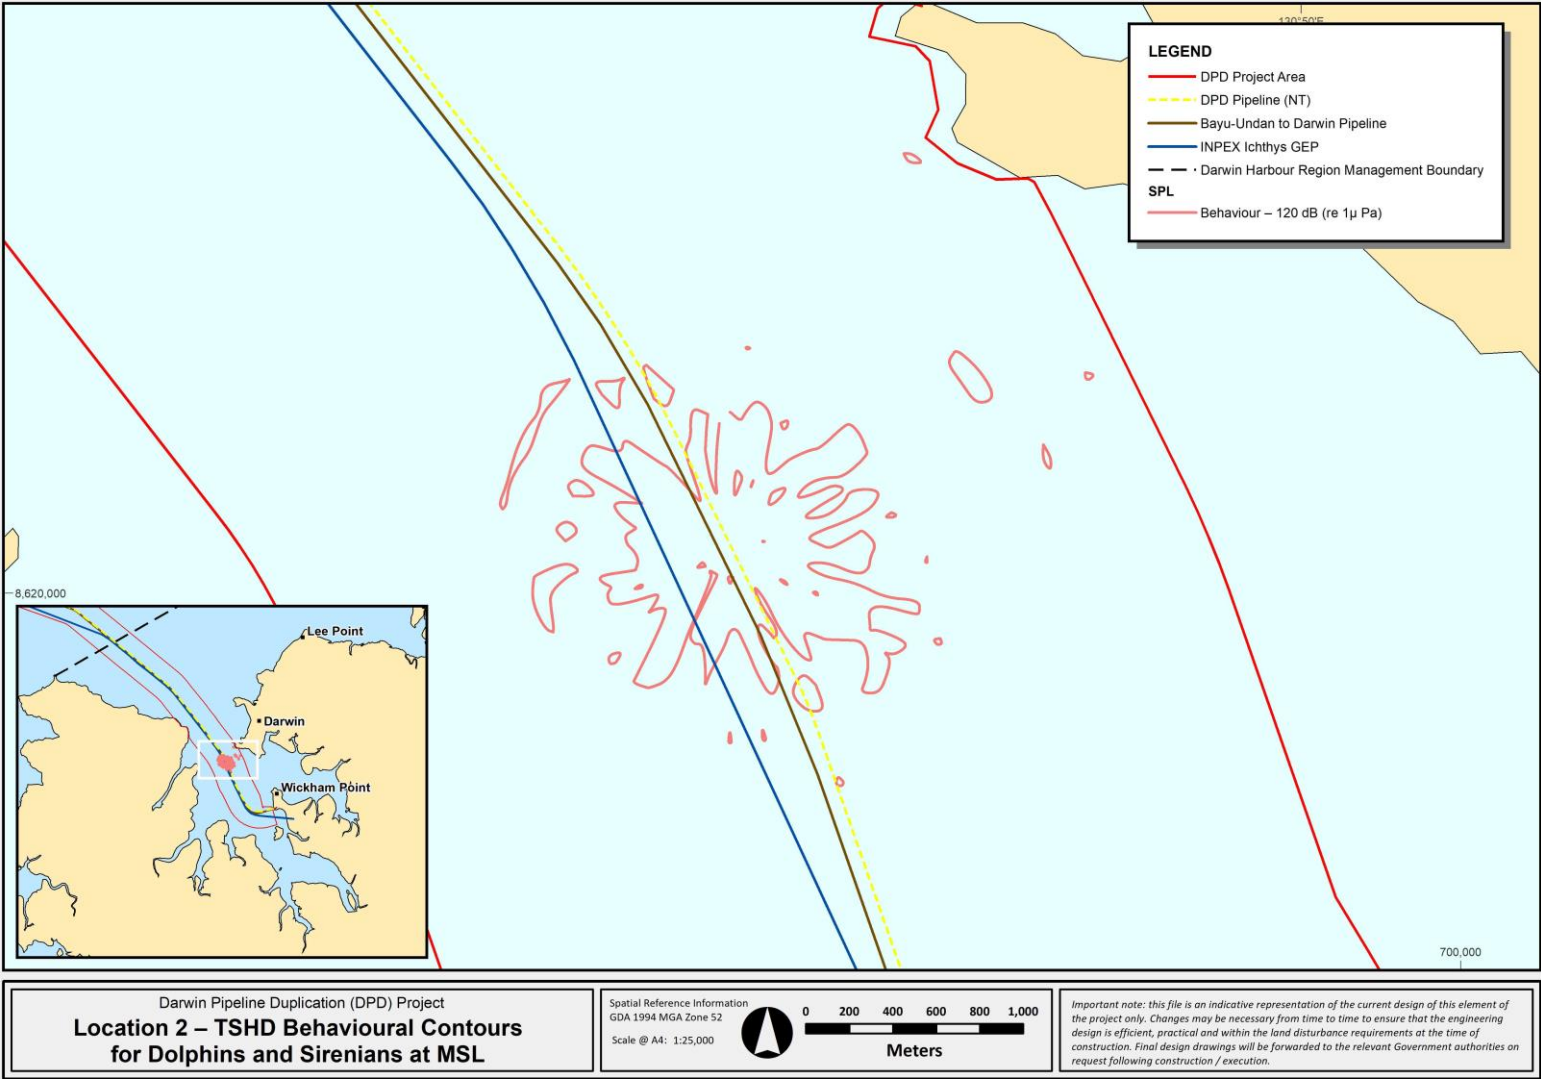 130°50'E
LEGEND
DPD Project Area
DPD Pipeline (NT)
Bayu-Undan to Darwin Pipeline
INPEX Ichthys GEP
Darwin Harbour Region Management Boundary
SPL
Behaviour – 120 dB (re 1µ Pa)
8,620,000
Lee Point
Darwin
Wickham Point
700,000
Darwin Pipeline Duplication (DPD) Project
Location 2 – TSHD Behavioural Contours
for Dolphins and Sirenians at MSL
Spatial Reference Information
GDA 1994 MGA Zone 52
Scale @ A4: 1:25,000
0 200 400 600 800 1,000
Meters
Important note: this file is an indicative representation of the current design of this element of
the project only. Changes may be necessary from time to time to ensure that the engineering
design is efficient, practical and within the land disturbance requirements at the time of
construction. Final design drawings will be forwarded to the relevant Government authorities on
request following construction / execution.